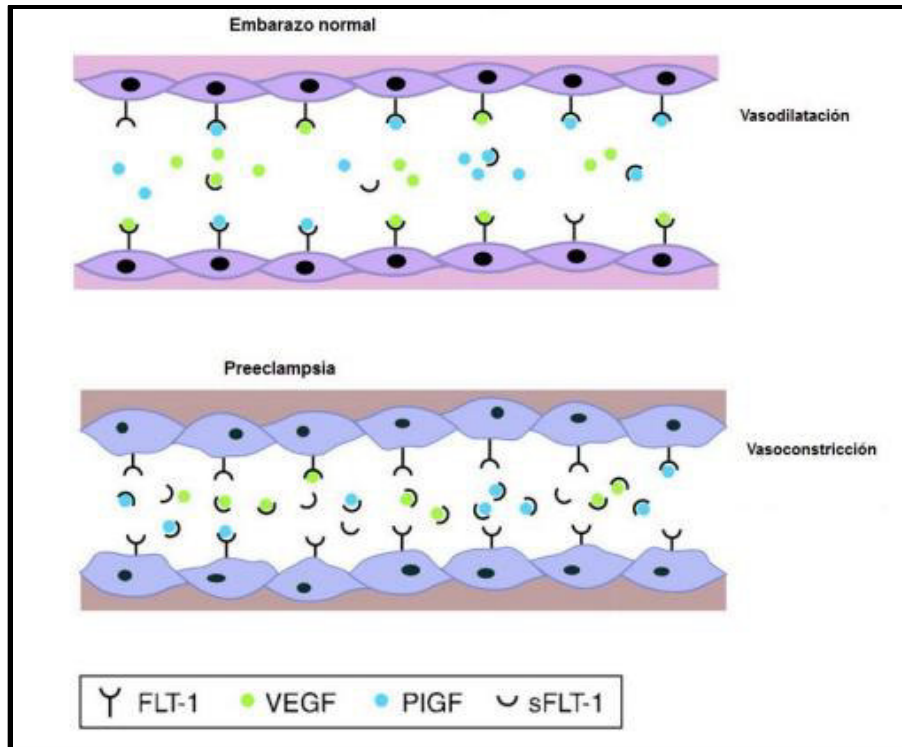 Embarazo normal
Vasodilatación
Preeclampsia
Vasoconstricción
FLT-1 VEGF PIGF sFLT-1